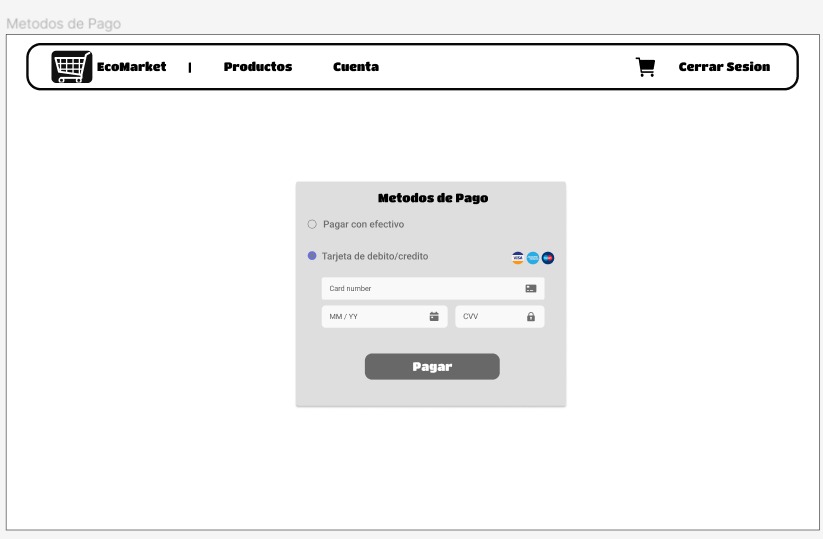 Metodos de Pago
EcoMarket | Productos Cuenta Cerrar Sesion
Metodos de Pago
Pagar con efectivo
Tarjeta de debito/credito VISA
Card number
MM / YY CVV
Pagar